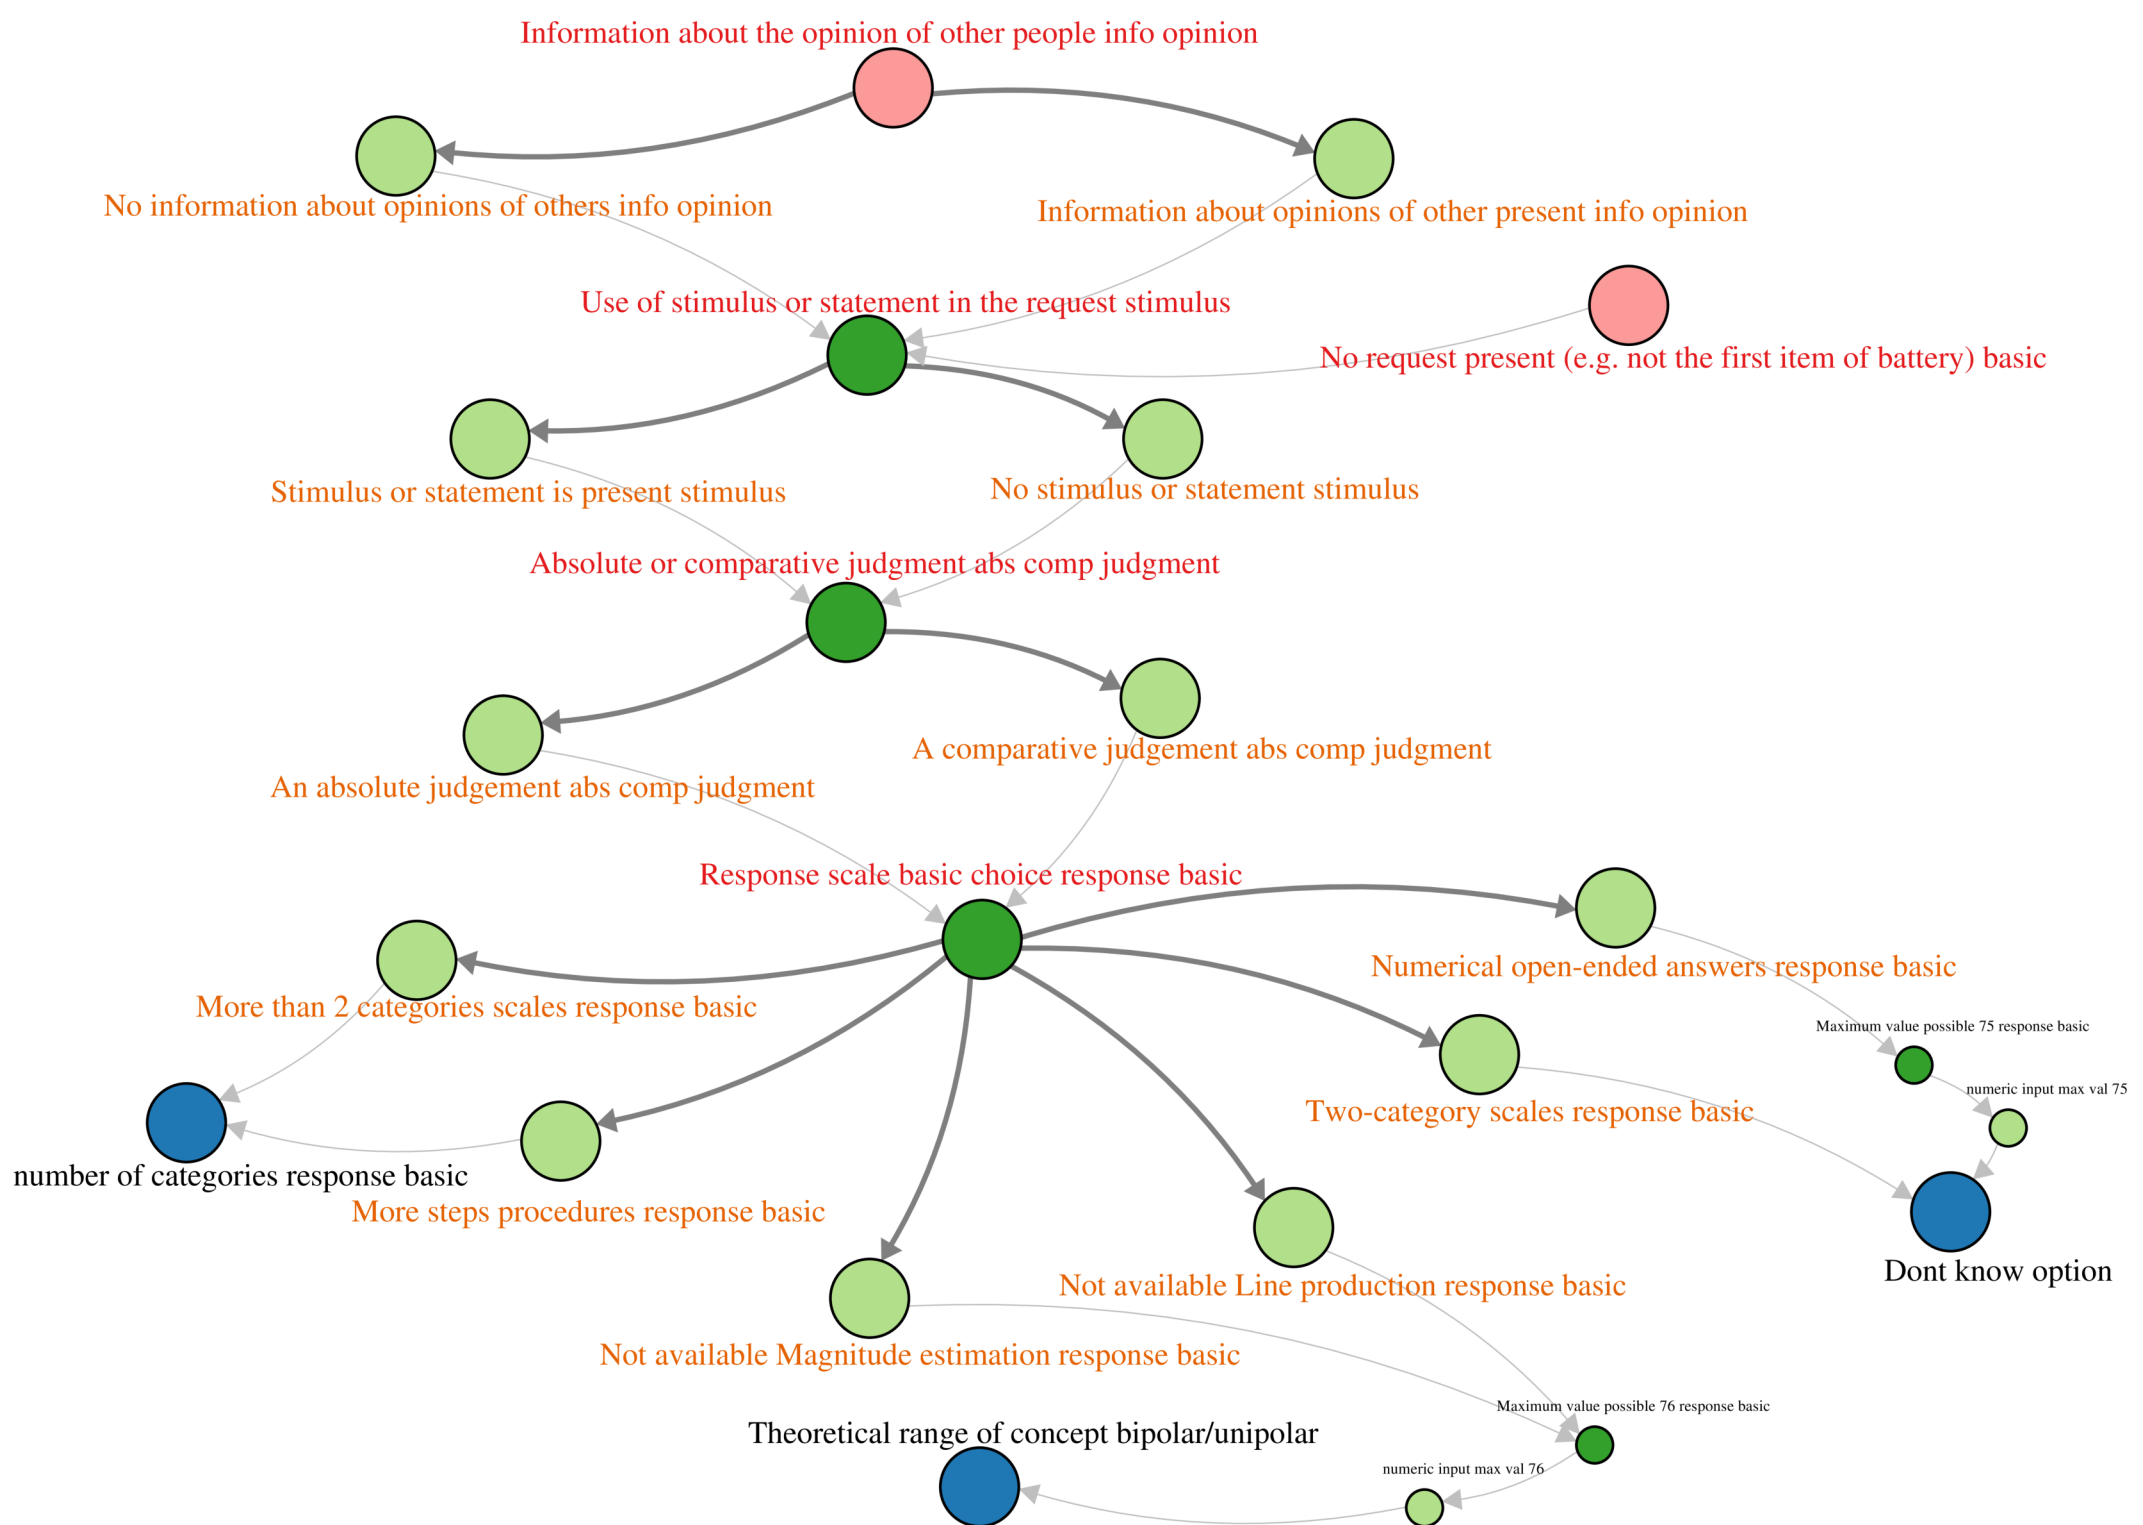 Information about the opinion of other people info opinion
No information about opinions of others info opinion
Information about opinions of other present info opinion
Use of stimulus or statement in the request stimulus
No request present (e.g. not the first item of battery) basic
Stimulus or statement is present stimulus
No stimulus or statement stimulus
Absolute or comparative judgment abs comp judgment
A comparative judgement abs comp judgment
An absolute judgement abs comp judgment
Response scale basic choice response basic
Numerical open-ended answers response basic
More than 2 categories scales response basic
Maximum value possible 75 response basic
numeric input max val 75
Two-category scales response basic
number of categories response basic
More steps procedures response basic
Dont know option
Not available Line production response basic
Not available Magnitude estimation response basic
Maximum value possible 76 response basic
Theoretical range of concept bipolar/unipolar
numeric input max val 76